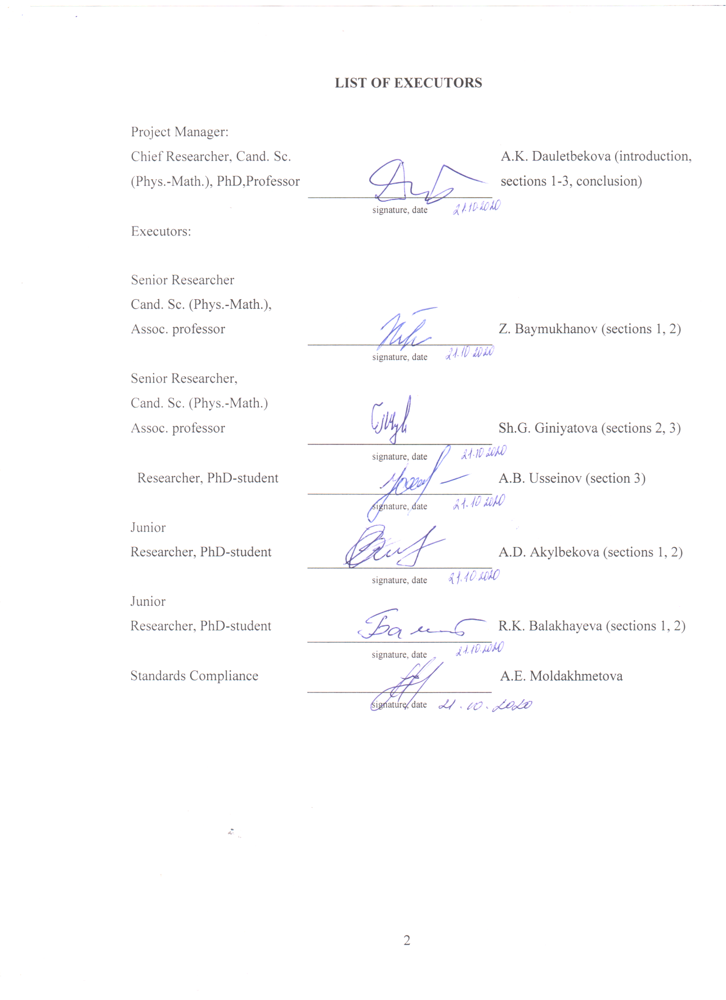 LIST OF EXECUTORS
Project Manager:
Chief Researcher, Cand. Sc.
(Phys.-Math.), PhD,Professor
A.K. Dauletbekova (introduction,
sections 1-3, conclusion)
signature, date 21.10.2020
Executors:
Senior Researcher
Cand. Sc. (Phys.-Math.),
Assoc. professor
Z. Baymukhanov (sections 1, 2)
signature, date 21.10.2020
Senior Researcher,
Cand. Sc. (Phys.-Math.)
Assoc. professor
Sh.G. Giniyatova (sections 2, 3)
signature, date 21.10.2020
Researcher, PhD-student
A.B. Usseinov (section 3)
signature, date 21.10.2020
Junior
Researcher, PhD-student
A.D. Akylbekova (sections 1, 2)
signature, date 21.10.2020
Junior
Researcher, PhD-student
R.K. Balakhayeva (sections 1, 2)
signature, date 21.10.2020
Standards Compliance
A.E. Moldakhmetova
signature, date 21.10.2020
2